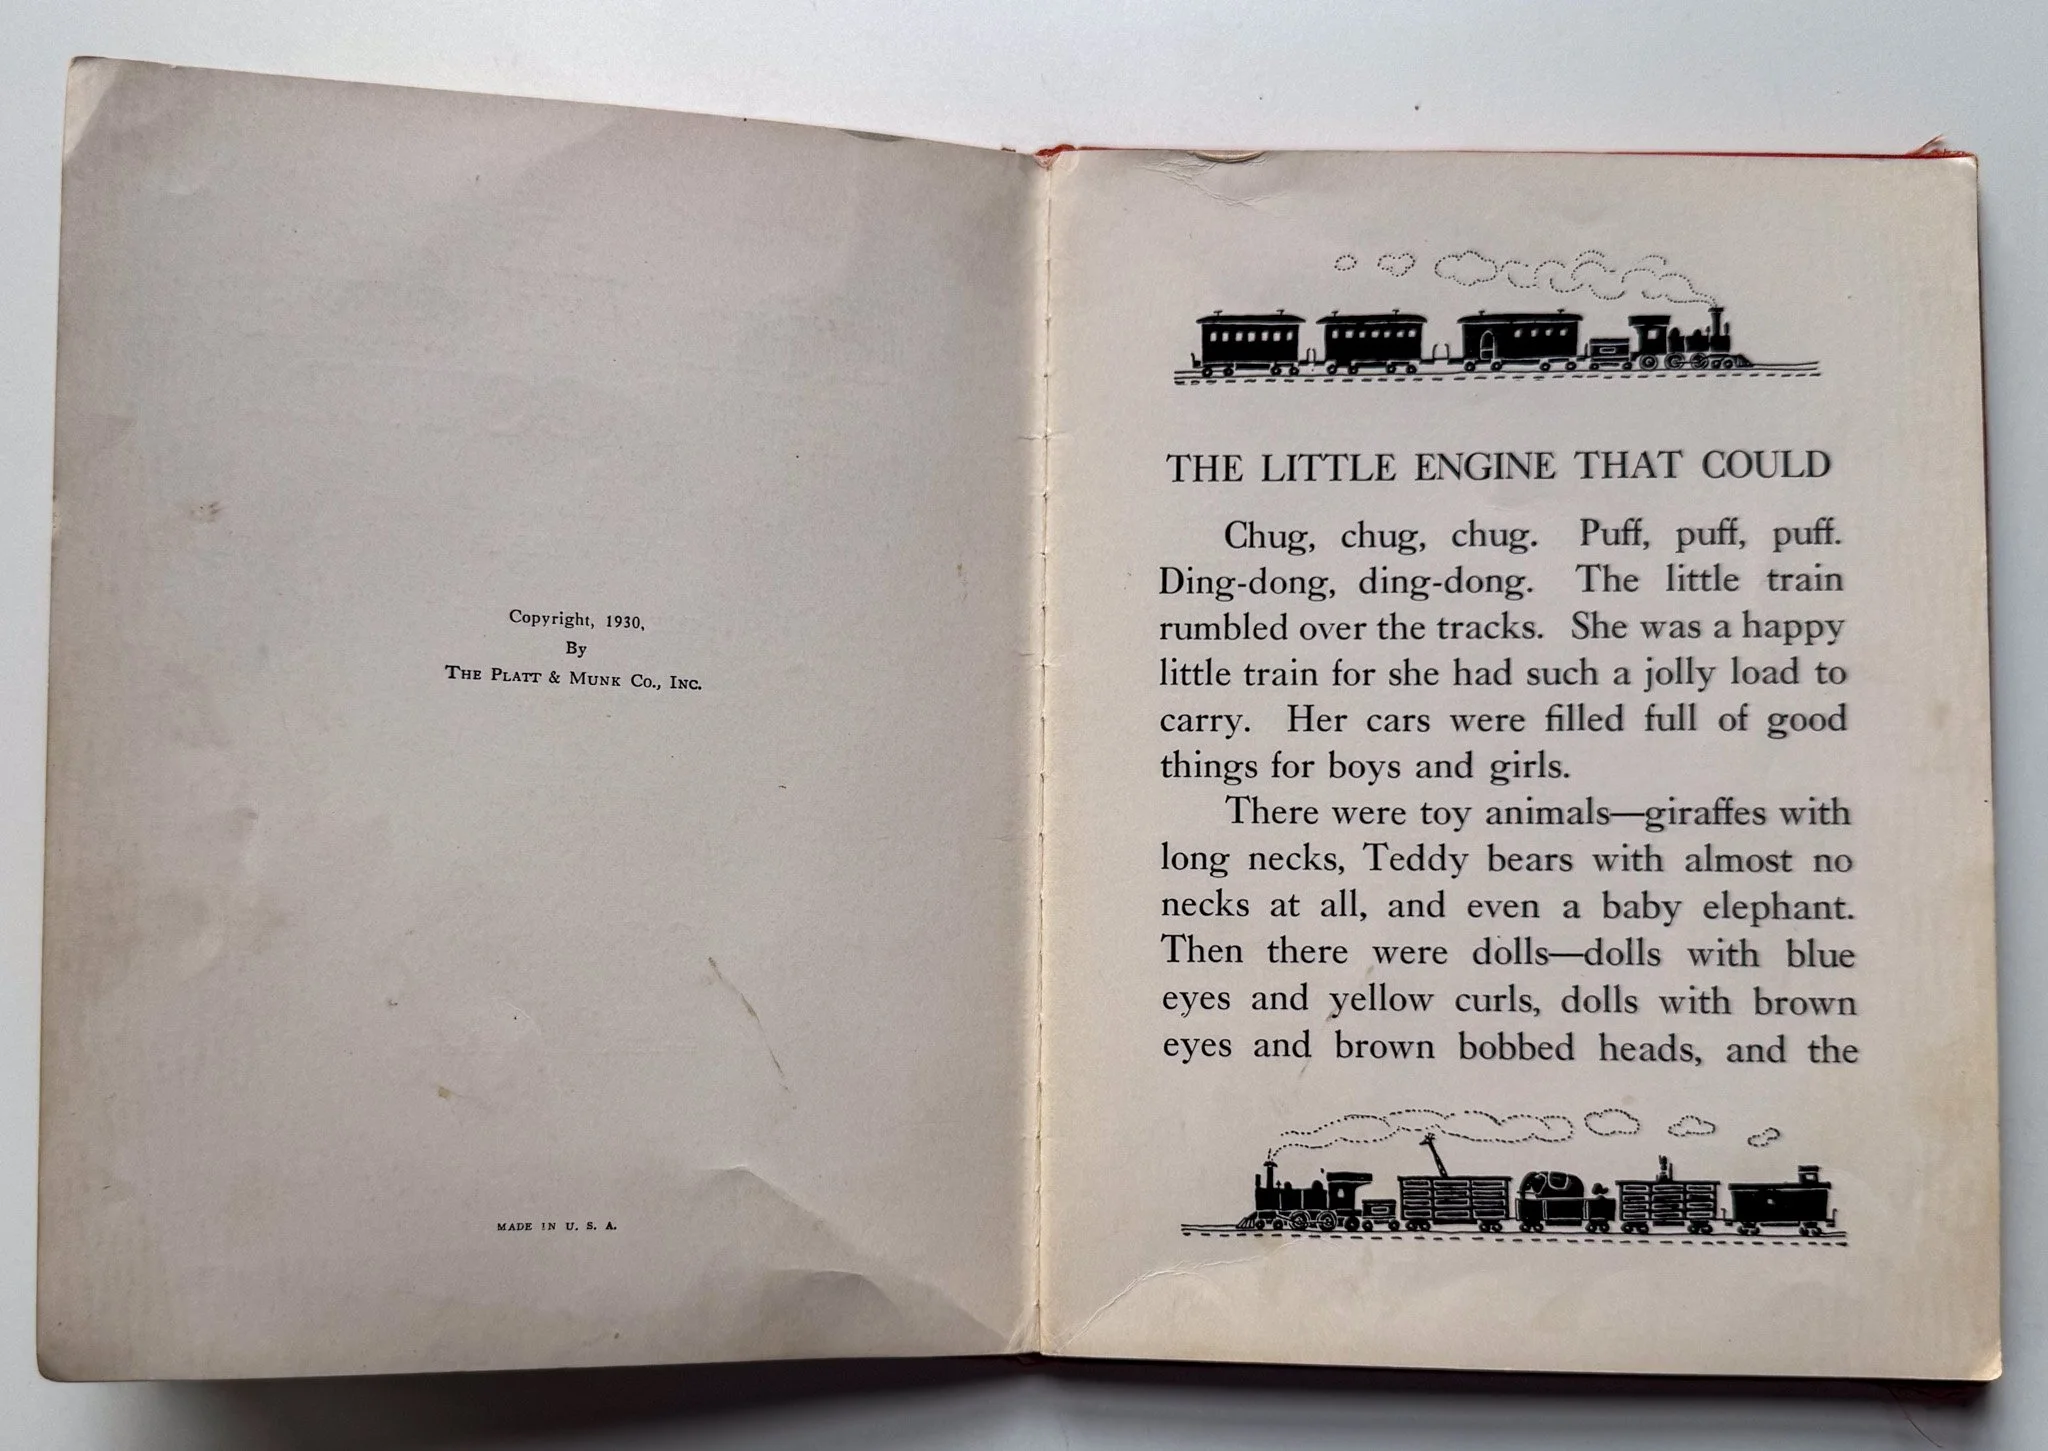 Copyright, 1930,
By
THE PLATT & MUNK CO., INC.
MADE IN U. S. A.
THE LITTLE ENGINE THAT COULD
Chug, chug, chug. Puff, puff, puff.
Ding-dong, ding-dong. The little train
rumbled over the tracks. She was a happy
little train for she had such a jolly load to
carry. Her cars were filled full of good
things for boys and girls.
There were toy animals—giraffes with
long necks, Teddy bears with almost no
necks at all, and even a baby elephant.
Then there were dolls—dolls with blue
eyes and yellow curls, dolls with brown
eyes and brown bobbed heads, and the